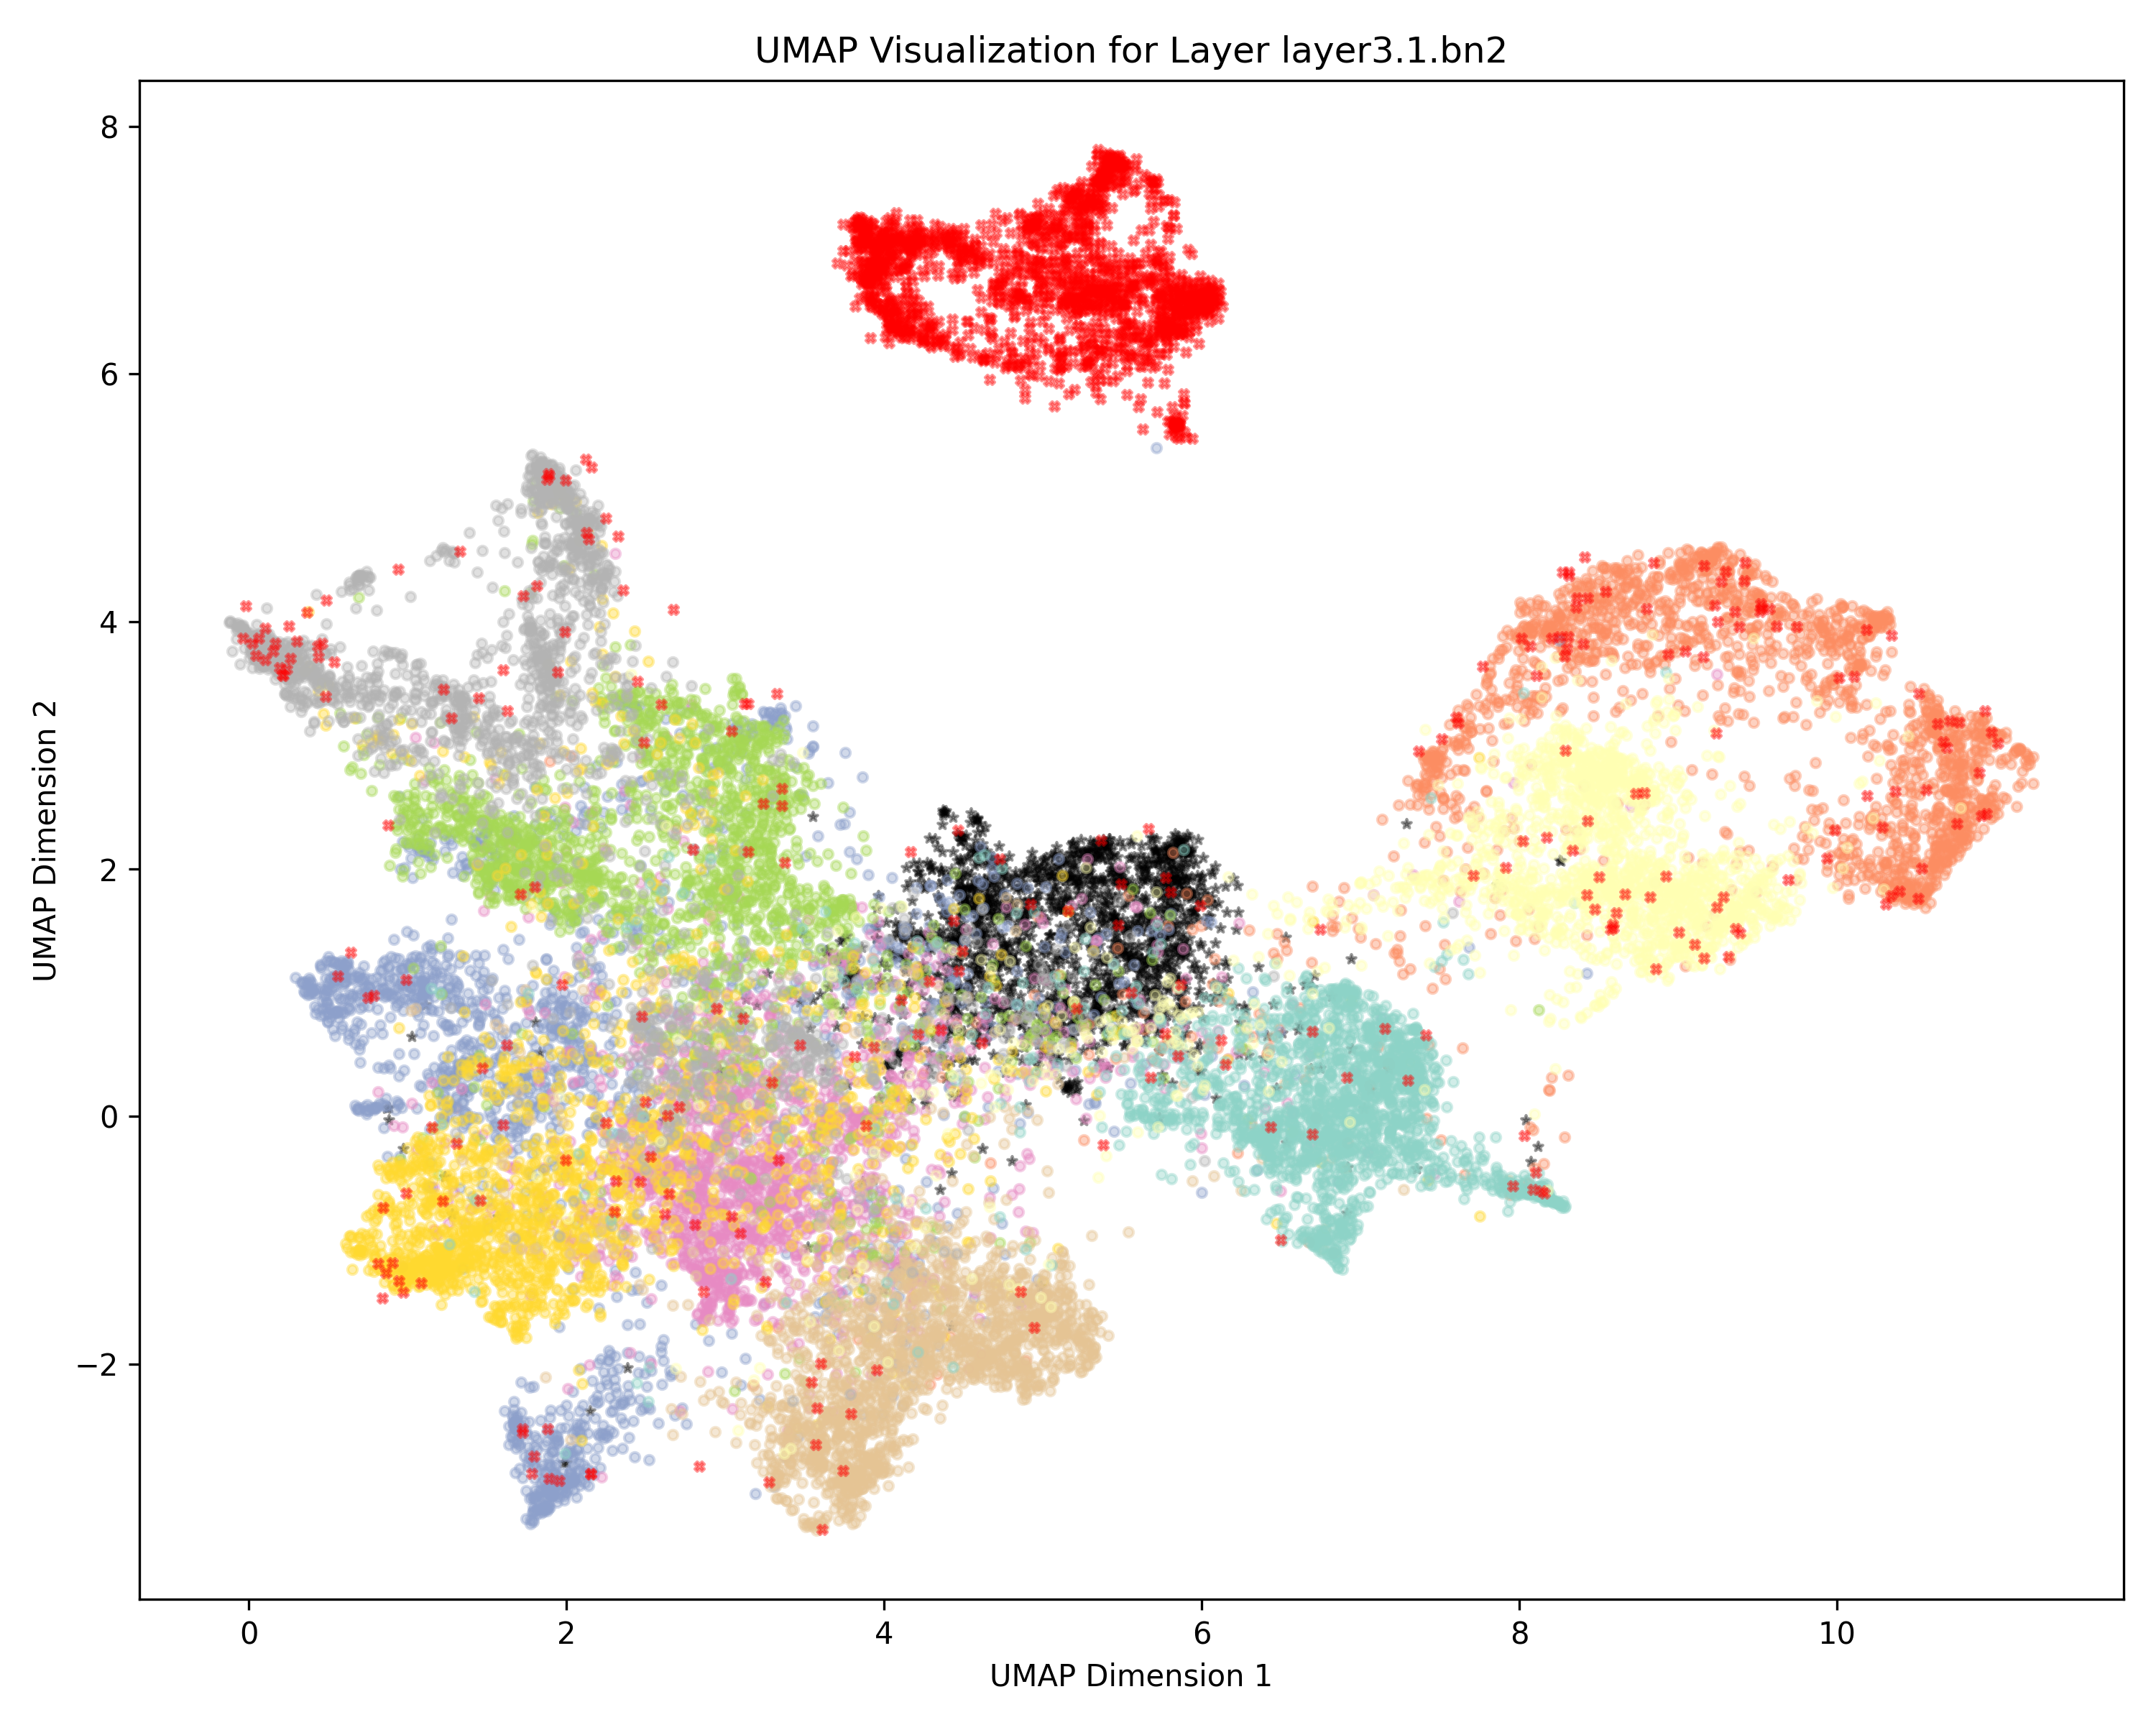 UMAP Visualization for Layer layer3.1.bn2
8
6
4
2
0
−2
UMAP Dimension 2
0 2 4 6 8 10
UMAP Dimension 1